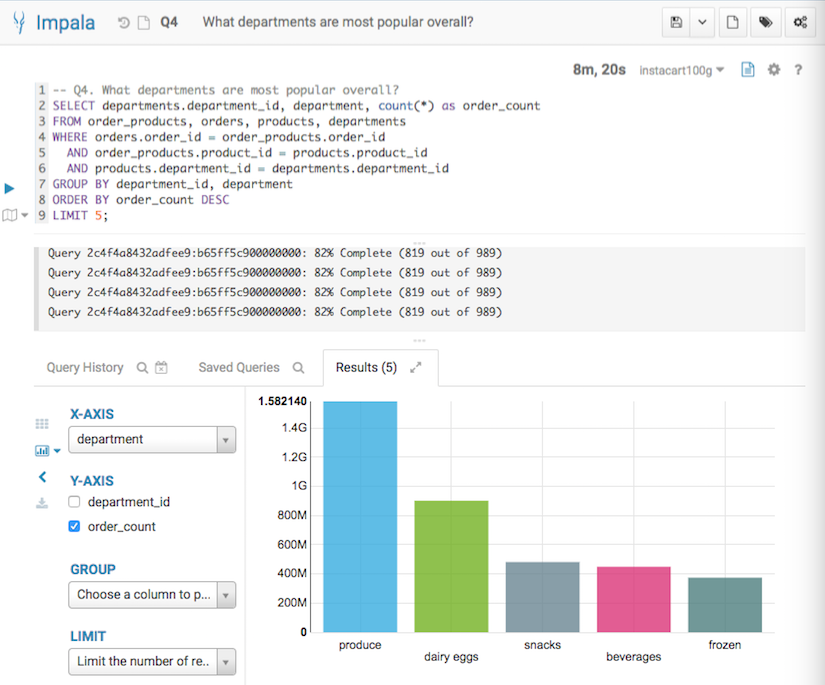 Impala Q4 What departments are most popular overall?
8m, 20s instacart100g ?
1 -- Q4. What departments are most popular overall?
2 SELECT departments.department_id, department, count(*) as order_count
3 FROM order_products, orders, products, departments
4 WHERE orders.order_id = order_products.order_id
5 AND order_products.product_id = products.product_id
6 AND products.department_id = departments.department_id
7 GROUP BY department_id, department
8 ORDER BY order_count DESC
9 LIMIT 5;
Query 2c4f4a8432adfee9:b65ff5c900000000: 82% Complete (819 out of 989)
Query 2c4f4a8432adfee9:b65ff5c900000000: 82% Complete (819 out of 989)
Query 2c4f4a8432adfee9:b65ff5c900000000: 82% Complete (819 out of 989)
Query 2c4f4a8432adfee9:b65ff5c900000000: 82% Complete (819 out of 989)
Query History Saved Queries Results (5)
X-AXIS
department
Y-AXIS
department_id
order_count
GROUP
Choose a column to p...
LIMIT
Limit the number of re..
1.582140
1.4G
1.2G
1G
800M
600M
400M
200M
0
produce dairy eggs snacks beverages frozen